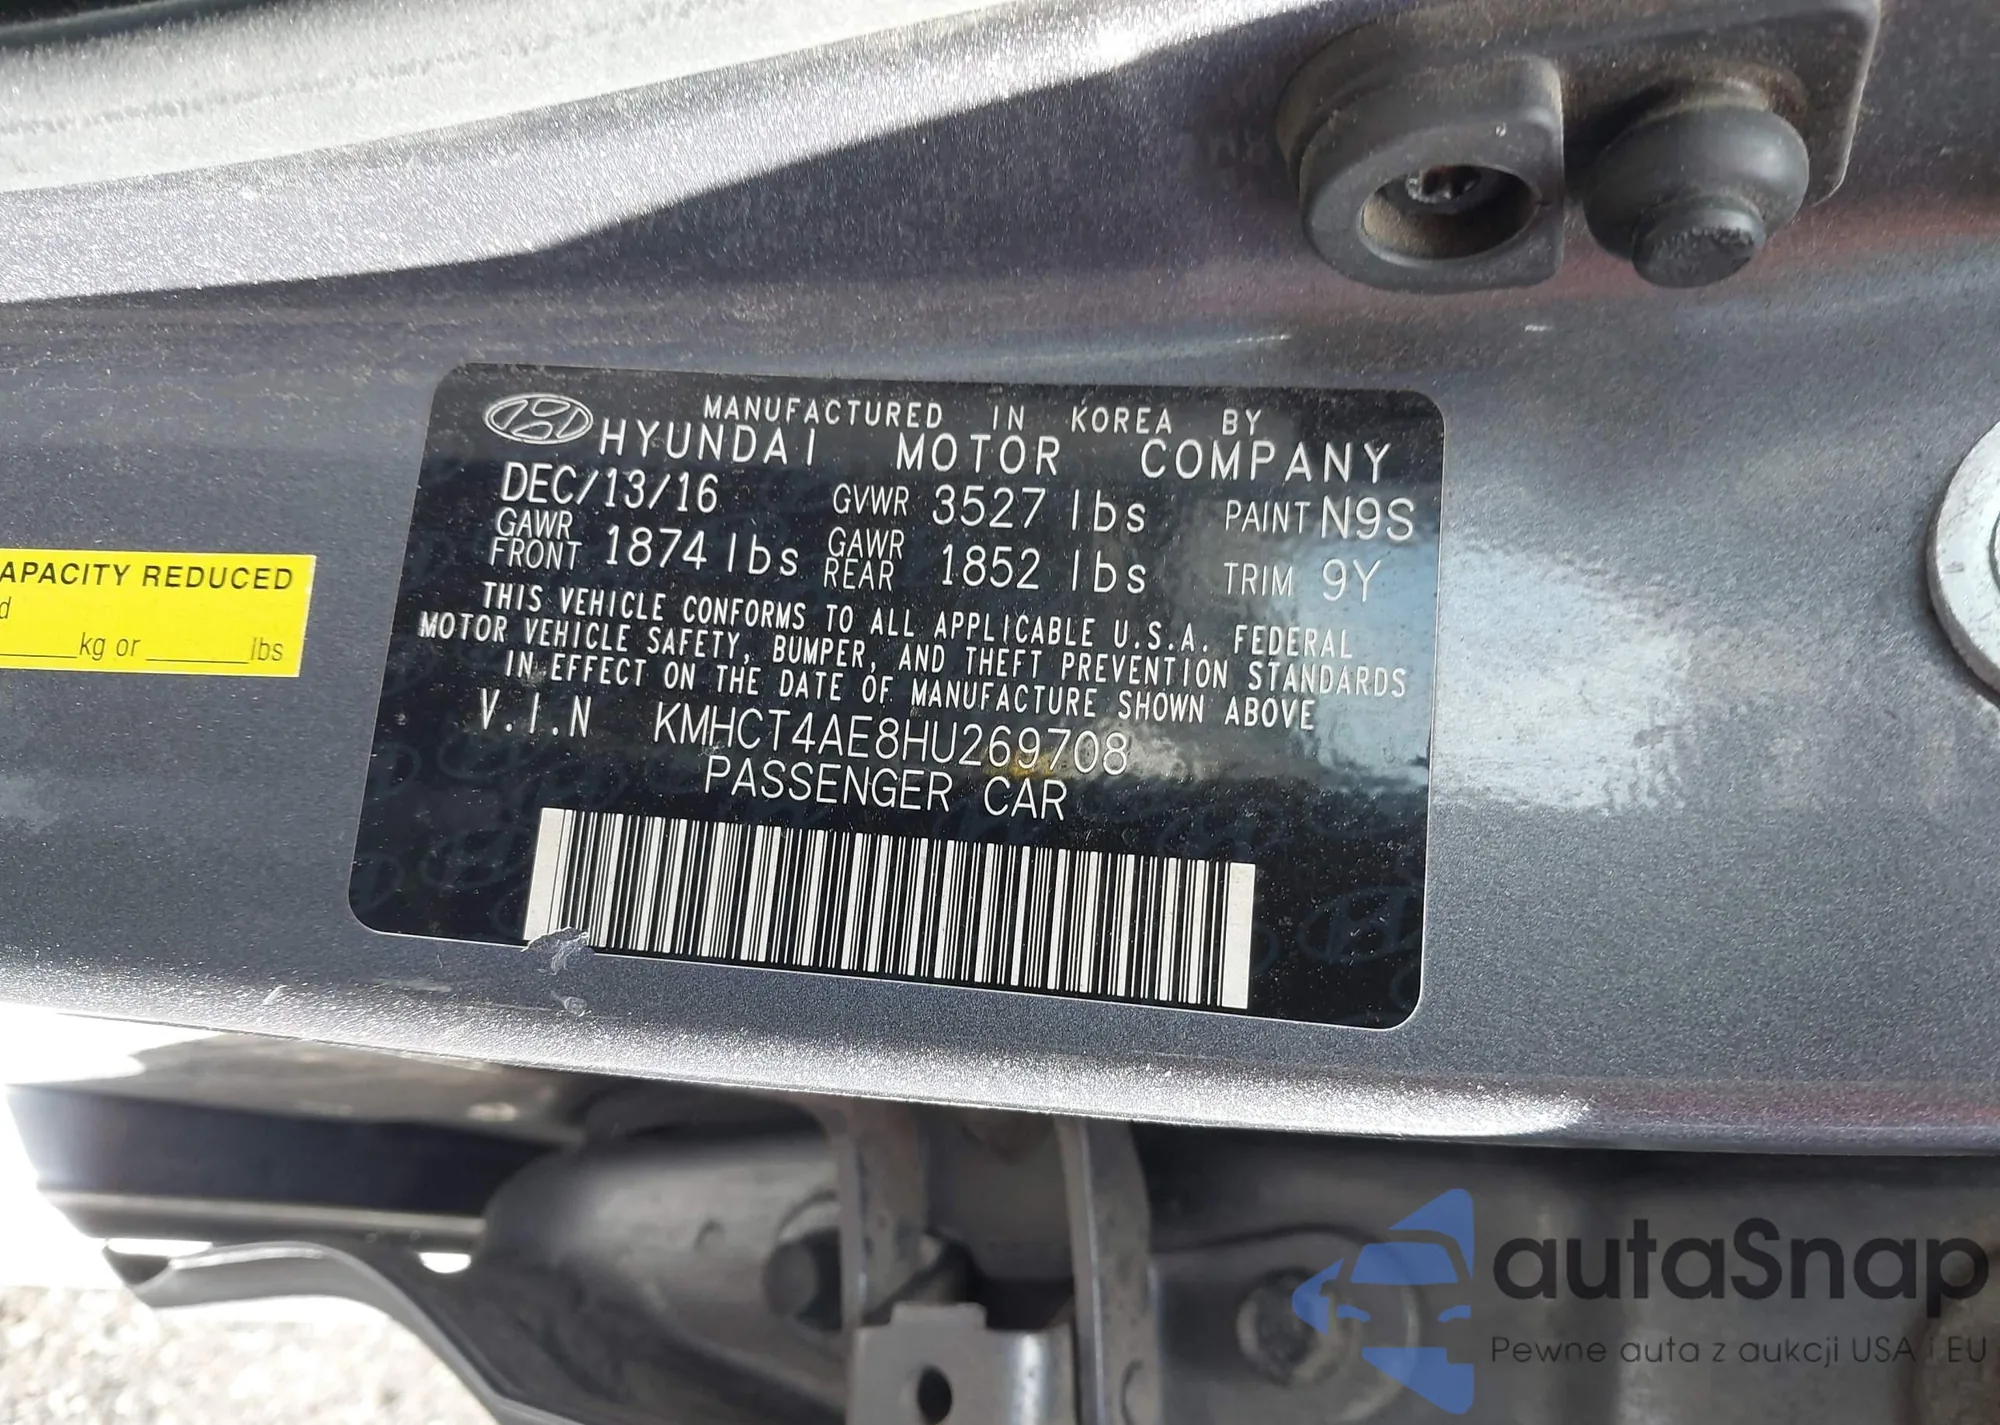 MANUFACTURED IN KOREA BY
HYUNDAI MOTOR COMPANY
DEC/13/16 GVWR 3527 lbs PAINT N9S
GAWR FRONT 1874 lbs GAWR REAR 1852 lbs TRIM 9Y
THIS VEHICLE CONFORMS TO ALL APPLICABLE U.S.A. FEDERAL
MOTOR VEHICLE SAFETY, BUMPER, AND THEFT PREVENTION STANDARDS
IN EFFECT ON THE DATE OF MANUFACTURE SHOWN ABOVE
V.I.N KMHCT4AE8HU269708
PASSENGER CAR
APACITY REDUCED
d
kg or lbs
autaSnap
Pewne auta z aukcji USA i EU